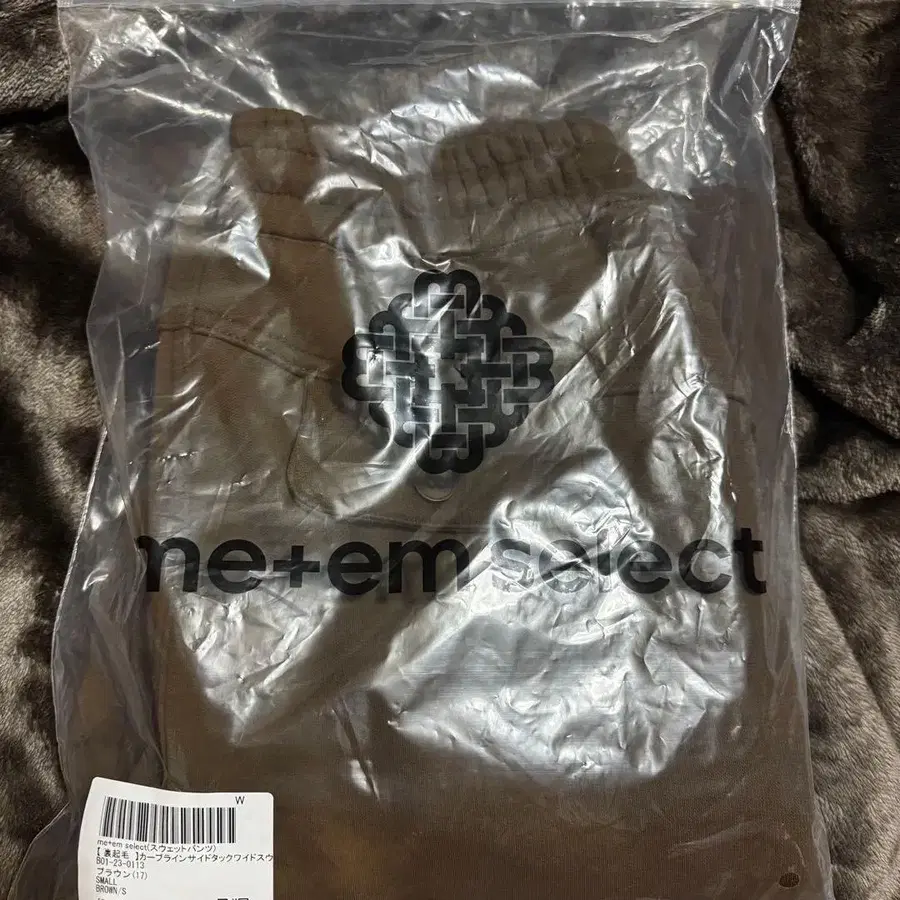 me+em select
W
me+em select(スウェットパンツ)
【 裏起毛 】カーブラインサイドタックワイドスウ
B01-23-0113
ブラウン(17)
SMALL
BROWN/S